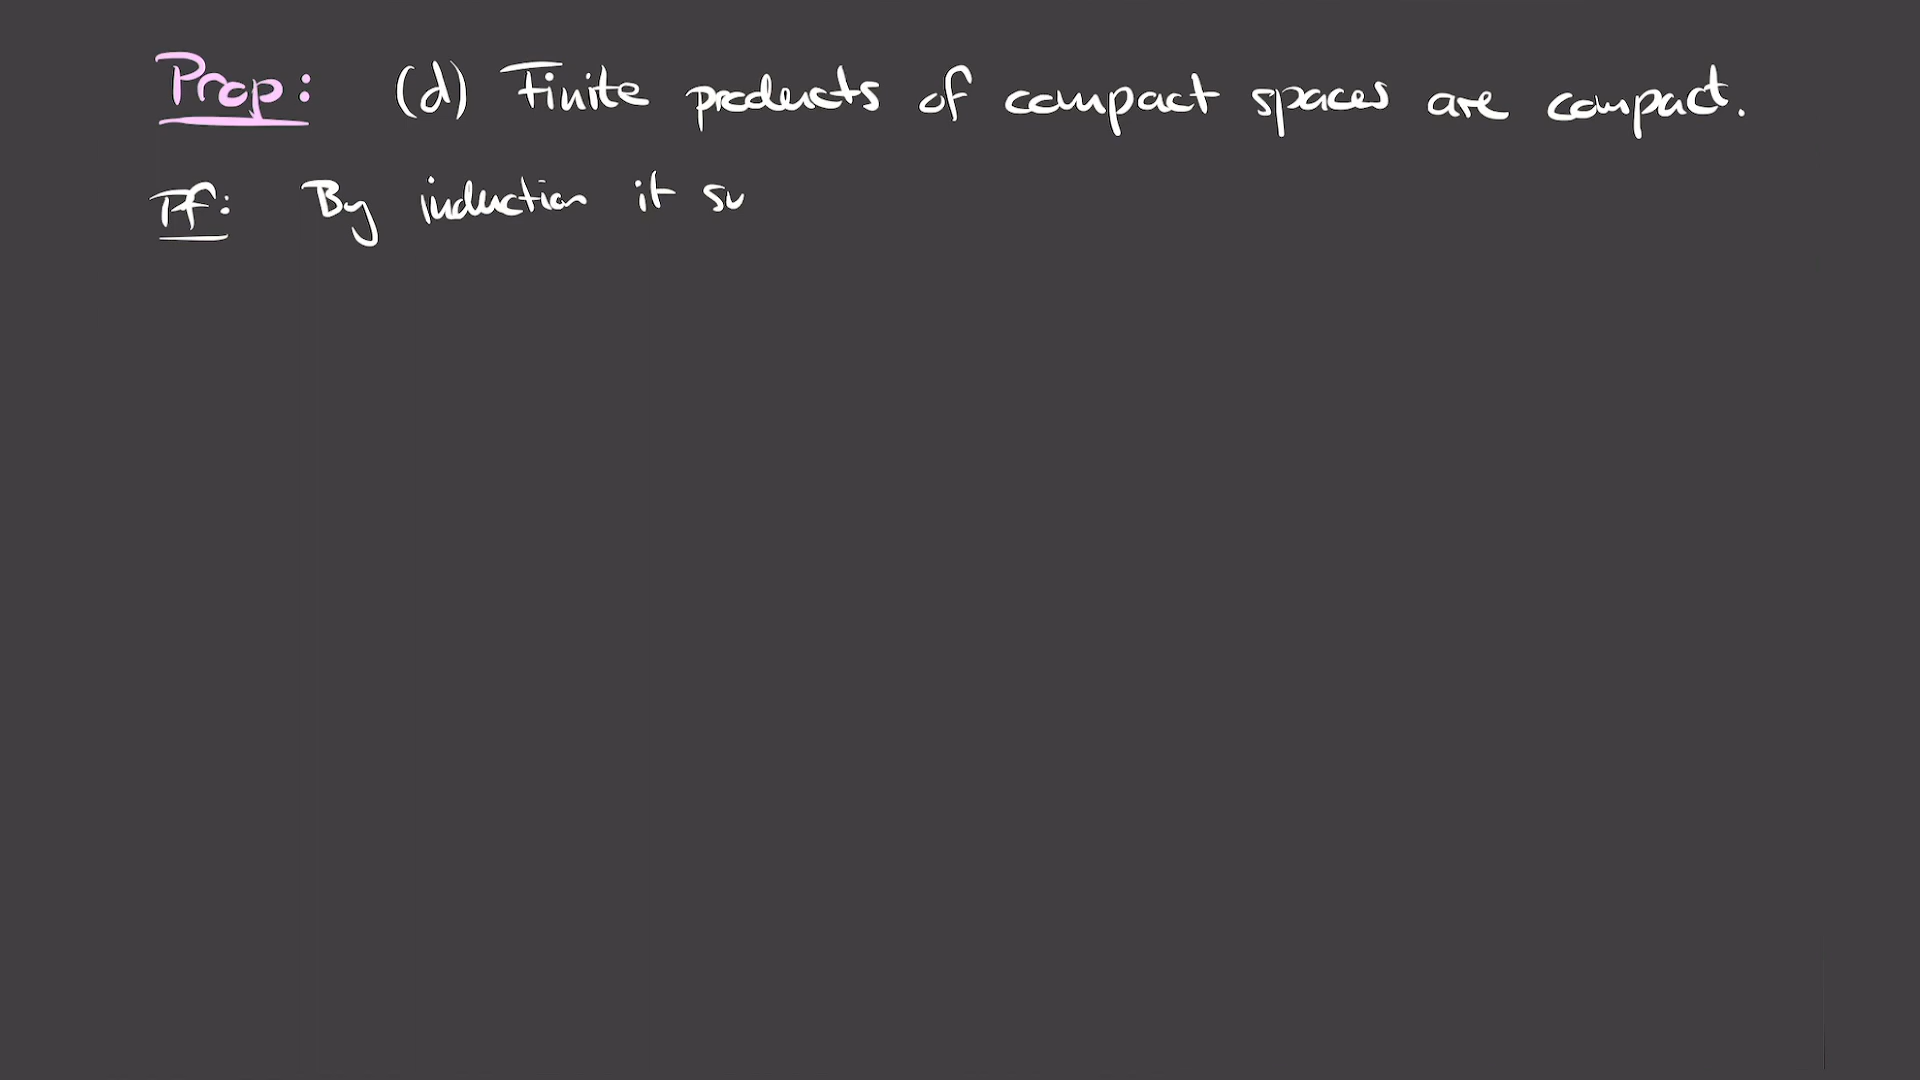 Prop: (d) Finite products of compact spaces are compact.
Pf: By induction it su